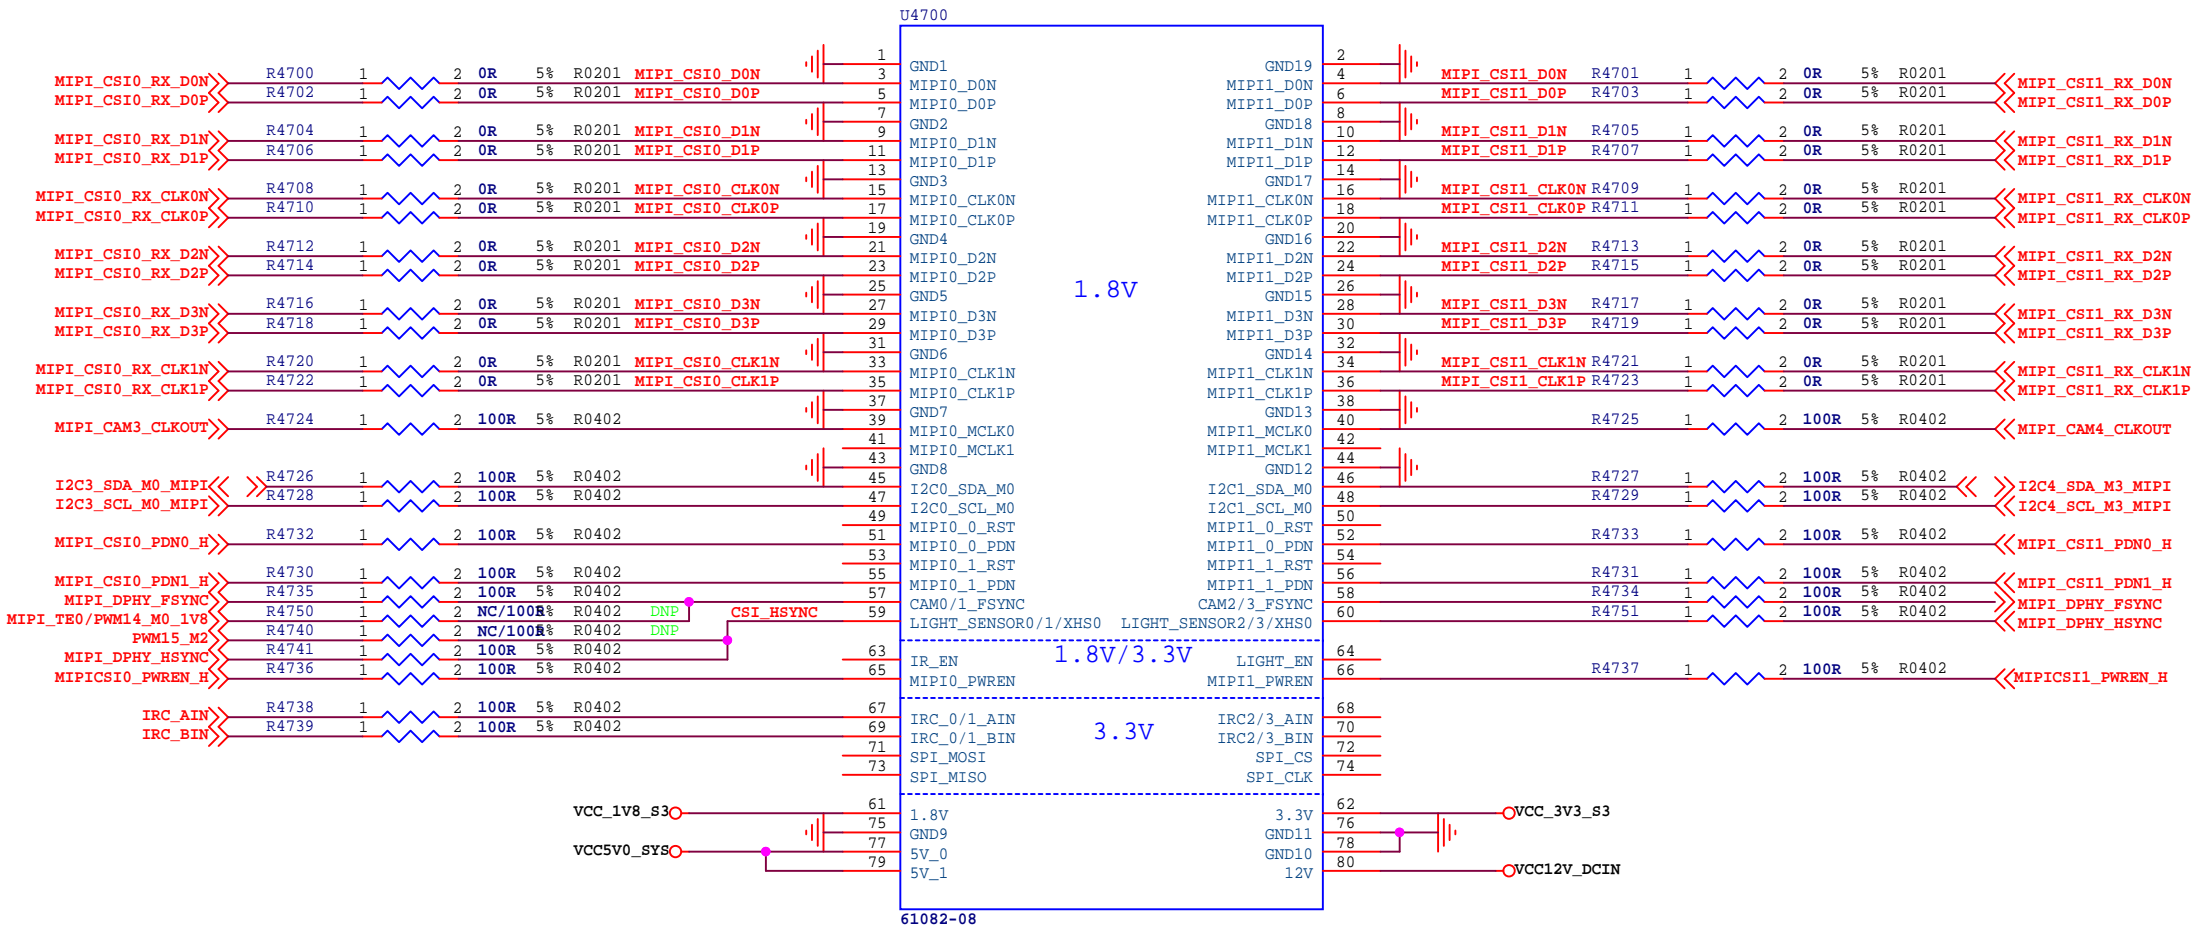 U4700
1 GND1 GND19 2
MIPI_CSI0_RX_D0N R4700 1 2 0R 5% R0201 MIPI_CSI0_D0N 3 MIPI0_D0N MIPI1_D0N 4 MIPI_CSI1_D0N R4701 1 2 0R 5% R0201 MIPI_CSI1_RX_D0N
MIPI_CSI0_RX_D0P R4702 1 2 0R 5% R0201 MIPI_CSI0_D0P 5 MIPI0_D0P MIPI1_D0P 6 MIPI_CSI1_D0P R4703 1 2 0R 5% R0201 MIPI_CSI1_RX_D0P
7 GND2 GND18 8
MIPI_CSI0_RX_D1N R4704 1 2 0R 5% R0201 MIPI_CSI0_D1N 9 MIPI0_D1N MIPI1_D1N 10 MIPI_CSI1_D1N R4705 1 2 0R 5% R0201 MIPI_CSI1_RX_D1N
MIPI_CSI0_RX_D1P R4706 1 2 0R 5% R0201 MIPI_CSI0_D1P 11 MIPI0_D1P MIPI1_D1P 12 MIPI_CSI1_D1P R4707 1 2 0R 5% R0201 MIPI_CSI1_RX_D1P
13 GND3 GND17 14
MIPI_CSI0_RX_CLK0N R4708 1 2 0R 5% R0201 MIPI_CSI0_CLK0N 15 MIPI0_CLK0N MIPI1_CLK0N 16 MIPI_CSI1_CLK0N R4709 1 2 0R 5% R0201 MIPI_CSI1_RX_CLK0N
MIPI_CSI0_RX_CLK0P R4710 1 2 0R 5% R0201 MIPI_CSI0_CLK0P 17 MIPI0_CLK0P MIPI1_CLK0P 18 MIPI_CSI1_CLK0P R4711 1 2 0R 5% R0201 MIPI_CSI1_RX_CLK0P
19 GND4 GND16 20
MIPI_CSI0_RX_D2N R4712 1 2 0R 5% R0201 MIPI_CSI0_D2N 21 MIPI0_D2N MIPI1_D2N 22 MIPI_CSI1_D2N R4713 1 2 0R 5% R0201 MIPI_CSI1_RX_D2N
MIPI_CSI0_RX_D2P R4714 1 2 0R 5% R0201 MIPI_CSI0_D2P 23 MIPI0_D2P MIPI1_D2P 24 MIPI_CSI1_D2P R4715 1 2 0R 5% R0201 MIPI_CSI1_RX_D2P
1.8V
25 GND5 GND15 26
MIPI_CSI0_RX_D3N R4716 1 2 0R 5% R0201 MIPI_CSI0_D3N 27 MIPI0_D3N MIPI1_D3N 28 MIPI_CSI1_D3N R4717 1 2 0R 5% R0201 MIPI_CSI1_RX_D3N
MIPI_CSI0_RX_D3P R4718 1 2 0R 5% R0201 MIPI_CSI0_D3P 29 MIPI0_D3P MIPI1_D3P 30 MIPI_CSI1_D3P R4719 1 2 0R 5% R0201 MIPI_CSI1_RX_D3P
31 GND6 GND14 32
MIPI_CSI0_RX_CLK1N R4720 1 2 0R 5% R0201 MIPI_CSI0_CLK1N 33 MIPI0_CLK1N MIPI1_CLK1N 34 MIPI_CSI1_CLK1N R4721 1 2 0R 5% R0201 MIPI_CSI1_RX_CLK1N
MIPI_CSI0_RX_CLK1P R4722 1 2 0R 5% R0201 MIPI_CSI0_CLK1P 35 MIPI0_CLK1P MIPI1_CLK1P 36 MIPI_CSI1_CLK1P R4723 1 2 0R 5% R0201 MIPI_CSI1_RX_CLK1P
37 GND7 GND13 38
MIPI_CAM3_CLKOUT R4724 1 2 100R 5% R0402 39 MIPI0_MCLK0 MIPI1_MCLK0 40 R4725 1 2 100R 5% R0402 MIPI_CAM4_CLKOUT
41 MIPI0_MCLK1 MIPI1_MCLK1 42
43 GND8 GND12 44
I2C3_SDA_M0_MIPI R4726 1 2 100R 5% R0402 45 I2C0_SDA_M0 I2C1_SDA_M0 46 R4727 1 2 100R 5% R0402 I2C4_SDA_M3_MIPI
I2C3_SCL_M0_MIPI R4728 1 2 100R 5% R0402 47 I2C0_SCL_M0 I2C1_SCL_M0 48 R4729 1 2 100R 5% R0402 I2C4_SCL_M3_MIPI
49 MIPI0_0_RST MIPI1_0_RST 50
MIPI_CSI0_PDN0_H R4732 1 2 100R 5% R0402 51 MIPI0_0_PDN MIPI1_0_PDN 52 R4733 1 2 100R 5% R0402 MIPI_CSI1_PDN0_H
53 MIPI0_1_RST MIPI1_1_RST 54
MIPI_CSI0_PDN1_H R4730 1 2 100R 5% R0402 55 MIPI0_1_PDN MIPI1_1_PDN 56 R4731 1 2 100R 5% R0402 MIPI_CSI1_PDN1_H
MIPI_DPHY_FSYNC R4735 1 2 100R 5% R0402 57 CAM0/1_FSYNC CAM2/3_FSYNC 58 R4734 1 2 100R 5% R0402 MIPI_DPHY_FSYNC
MIPI_TE0/PWM14_M0_1V8 R4750 1 2 NC/100R 5% R0402 DNP CSI_HSYNC 59 LIGHT_SENSOR0/1/XHS0 LIGHT_SENSOR2/3/XHS0 60 R4751 1 2 100R 5% R0402 MIPI_DPHY_HSYNC
PWM15_M2 R4740 1 2 NC/100R 5% R0402 DNP
MIPI_DPHY_HSYNC R4741 1 2 100R 5% R0402 63 IR_EN 1.8V/3.3V LIGHT_EN 64
MIPICSI0_PWREN_H R4736 1 2 100R 5% R0402 65 MIPI0_PWREN MIPI1_PWREN 66 R4737 1 2 100R 5% R0402 MIPICSI1_PWREN_H
IRC_AIN R4738 1 2 100R 5% R0402 67 IRC_0/1_AIN IRC2/3_AIN 68
IRC_BIN R4739 1 2 100R 5% R0402 69 IRC_0/1_BIN 3.3V IRC2/3_BIN 70
71 SPI_MOSI SPI_CS 72
73 SPI_MISO SPI_CLK 74
VCC_1V8_S3 61 1.8V 3.3V 62 VCC_3V3_S3
75 GND9 GND11 76
VCC5V0_SYS 77 5V_0 GND10 78
79 5V_1 12V 80 VCC12V_DCIN
61082-08